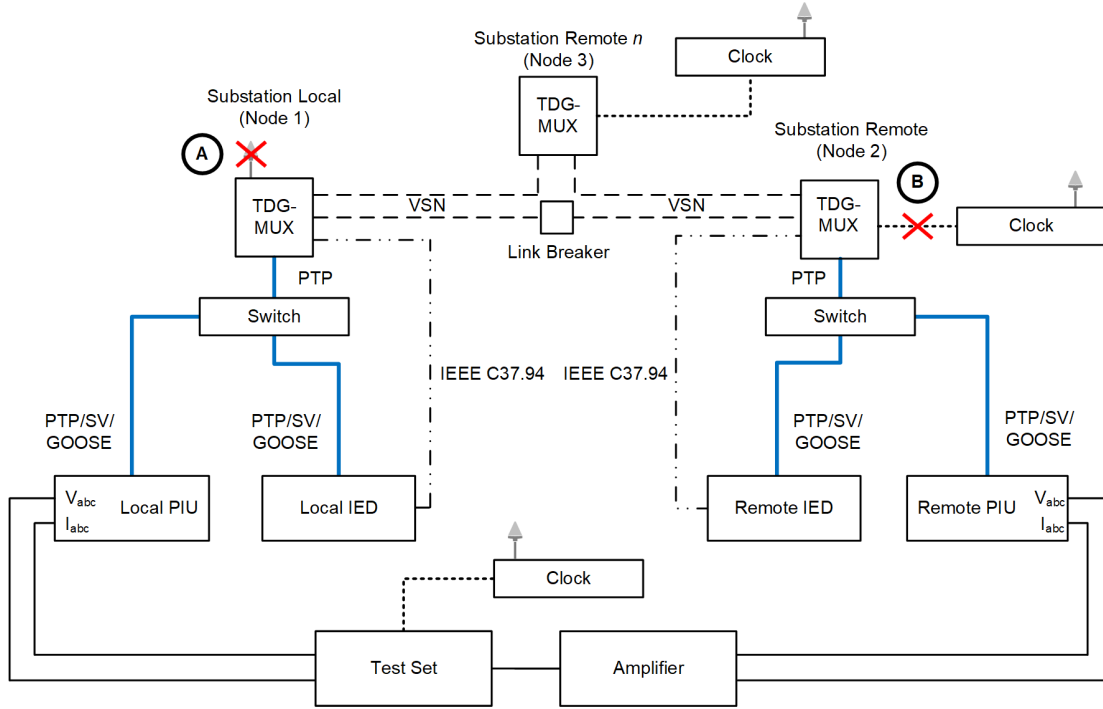 Substation Remote n
(Node 3)
Clock
TDG-
MUX
Substation Local
(Node 1)
A
Substation Remote
(Node 2)
B
TDG-
MUX
VSN
VSN
TDG-
MUX
Clock
Link Breaker
PTP
PTP
Switch
Switch
IEEE C37.94
IEEE C37.94
PTP/SV/
GOOSE
PTP/SV/
GOOSE
PTP/SV/
GOOSE
PTP/SV/
GOOSE
Vabc
Iabc
Local PIU
Local IED
Remote IED
Remote PIU
Vabc
Iabc
Clock
Test Set
Amplifier